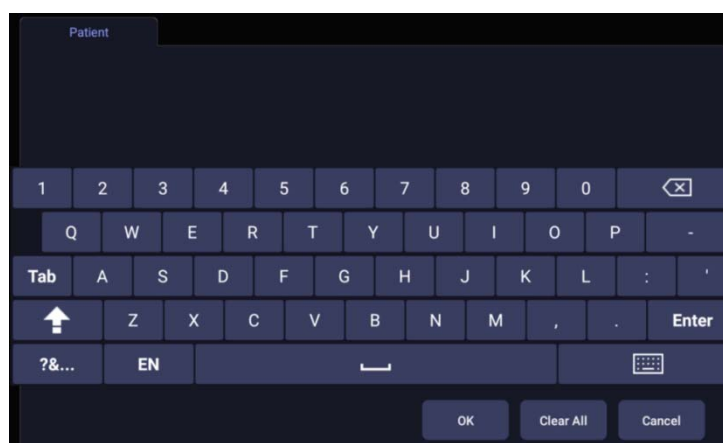 Patient
1 2 3 4 5 6 7 8 9 0
Q W E R T Y U I O P -
Tab A S D F G H J K L : '
Z X C V B N M , . Enter
?&... EN
OK Clear All Cancel